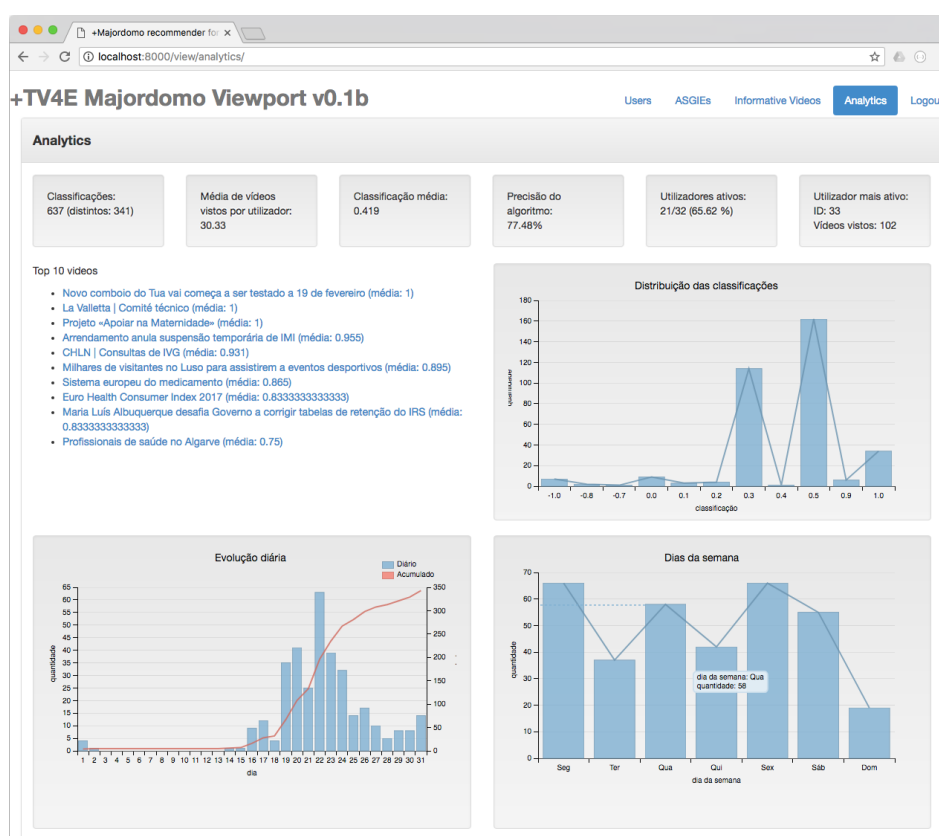 +Majordomo recommender for
localhost:8000/view/analytics/
+TV4E Majordomo Viewport v0.1b
Users ASGIEs Informative Videos Analytics Logou
Analytics
Classificações:
637 (distintos: 341)
Média de vídeos
vistos por utilizador:
30.33
Classificação média:
0.419
Precisão do
algoritmo:
77.48%
Utilizadores ativos:
21/32 (65.62 %)
Utilizador mais ativo:
ID: 33
Vídeos vistos: 102
Top 10 videos
Novo comboio do Tua vai começa a ser testado a 19 de fevereiro (média: 1)
La Valletta | Comité técnico (média: 1)
Projeto «Apoiar na Maternidade» (média: 1)
Arrendamento anula suspensão temporária de IMI (média: 0.955)
CHLN | Consultas de IVG (média: 0.931)
Milhares de visitantes no Luso para assistirem a eventos desportivos (média: 0.895)
Sistema europeu do medicamento (média: 0.865)
Euro Health Consumer Index 2017 (média: 0.8333333333333)
Maria Luís Albuquerque desafia Governo a corrigir tabelas de retenção do IRS (média:
0.8333333333333)
Profissionais de saúde no Algarve (média: 0.75)
Distribuição das classificações
quantidade
180
160
140
120
100
80
60
40
20
0
-1.0 -0.8 -0.7 0.0 0.1 0.2 0.3 0.4 0.5 0.9 1.0
classificação
Evolução diária
Diário
Acumulado
quantidade
65
60
55
50
45
40
35
30
25
20
15
10
5
0
350
300
250
200
150
100
50
0
1 2 3 4 5 6 7 8 9 10 11 12 13 14 15 16 17 18 19 20 21 22 23 24 25 26 27 28 29 30 31
dia
Dias da semana
quantidade
70
60
50
40
30
20
10
0
dia da semana: Qua
quantidade: 58
Seg Ter Qua Qui Sex Sáb Dom
dia da semana